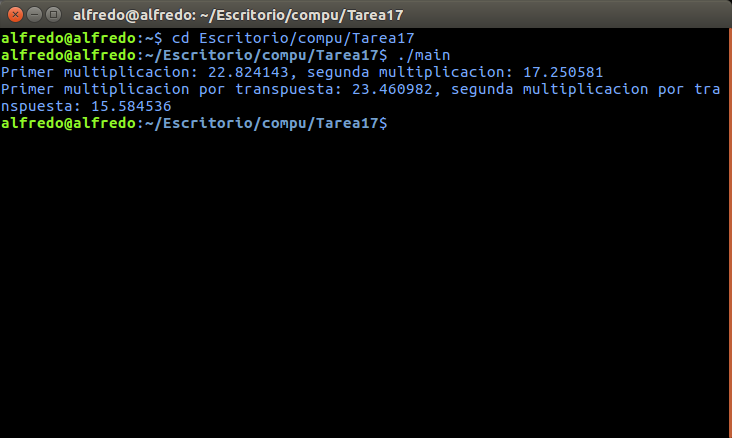 alfredo@alfredo: ~/Escritorio/compu/Tarea17
alfredo@alfredo:~$ cd Escritorio/compu/Tarea17
alfredo@alfredo:~/Escritorio/compu/Tarea17$ ./main
Primer multiplicacion: 22.824143, segunda multiplicacion: 17.250581
Primer multiplicacion por transpuesta: 23.460982, segunda multiplicacion por tra
nspuesta: 15.584536
alfredo@alfredo:~/Escritorio/compu/Tarea17$